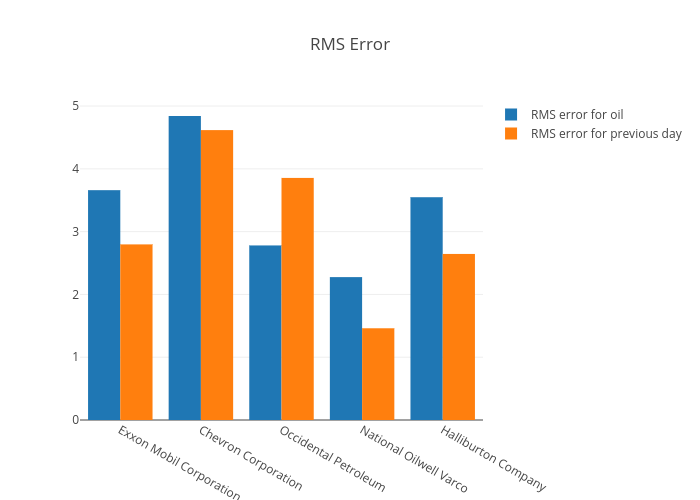 RMS Error
RMS error for oil
RMS error for previous day
5
4
3
2
1
0
Exxon Mobil Corporation
Chevron Corporation
Occidental Petroleum
National Oilwell Varco
Halliburton Company